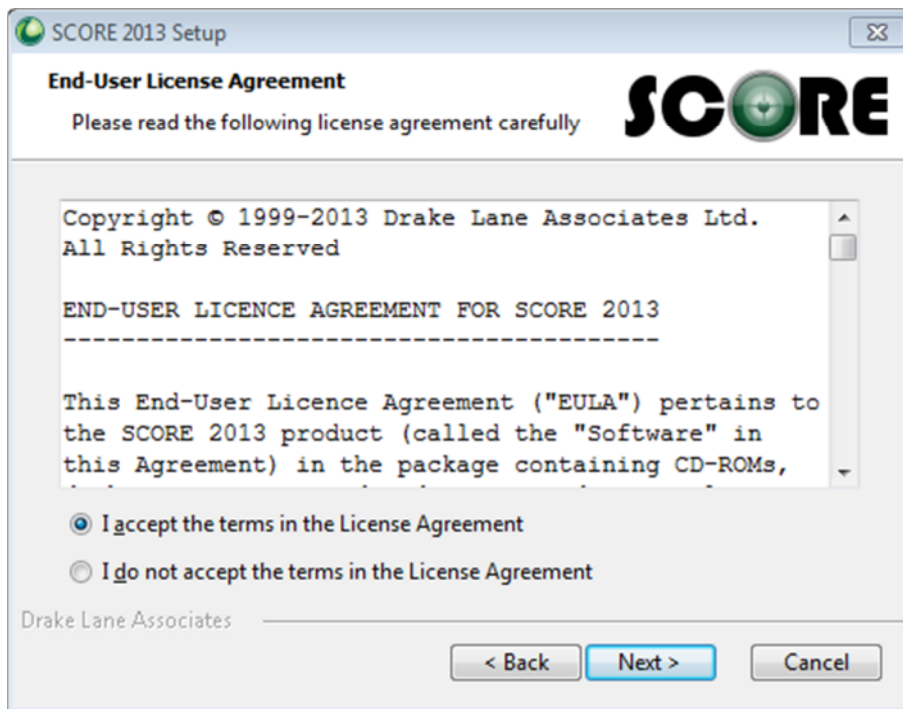 SCORE 2013 Setup
End-User License Agreement
Please read the following license agreement carefully
SCORE
Copyright © 1999-2013 Drake Lane Associates Ltd.
All Rights Reserved
END-USER LICENCE AGREEMENT FOR SCORE 2013
-----------------------------------------
This End-User Licence Agreement ("EULA") pertains to
the SCORE 2013 product (called the "Software" in
this Agreement) in the package containing CD-ROMs,
I accept the terms in the License Agreement
I do not accept the terms in the License Agreement
Drake Lane Associates
< Back
Next >
Cancel